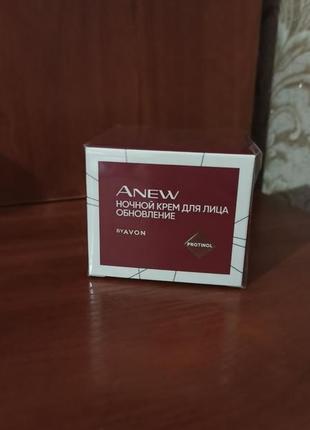 ANEW
НОЧНОЙ КРЕМ ДЛЯ ЛИЦА
ОБНОВЛЕНИЕ
BY AVON
PROTINOL